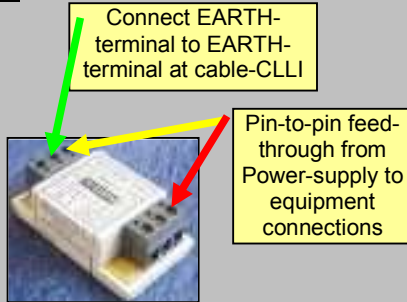 Connect EARTH-
terminal to EARTH-
terminal at cable-CLLI
Pin-to-pin feed-
through from
Power-supply to
equipment
connections